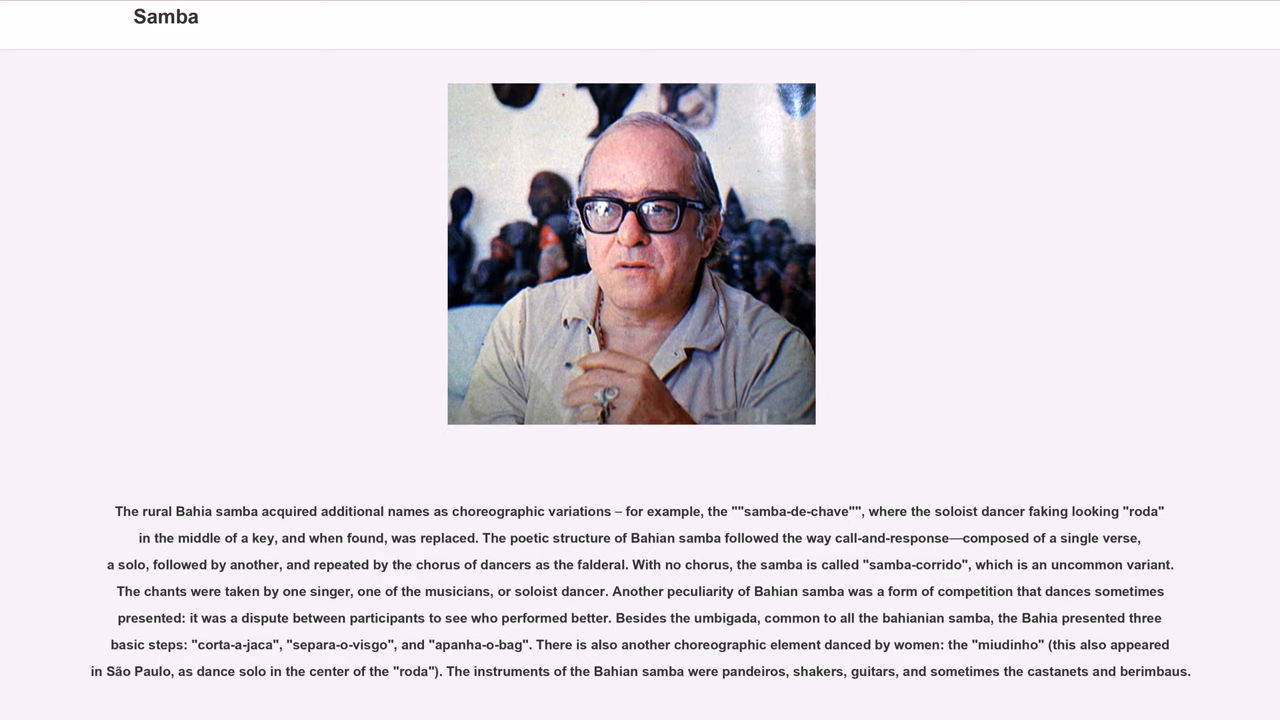 Samba
The rural Bahia samba acquired additional names as choreographic variations – for example, the ""samba-de-chave"", where the soloist dancer faking looking "roda"
in the middle of a key, and when found, was replaced. The poetic structure of Bahian samba followed the way call-and-response—composed of a single verse,
a solo, followed by another, and repeated by the chorus of dancers as the falderal. With no chorus, the samba is called "samba-corrido", which is an uncommon variant.
The chants were taken by one singer, one of the musicians, or soloist dancer. Another peculiarity of Bahian samba was a form of competition that dances sometimes
presented: it was a dispute between participants to see who performed better. Besides the umbigada, common to all the bahianian samba, the Bahia presented three
basic steps: "corta-a-jaca", "separa-o-visgo", and "apanha-o-bag". There is also another choreographic element danced by women: the "miudinho" (this also appeared
in São Paulo, as dance solo in the center of the "roda"). The instruments of the Bahian samba were pandeiros, shakers, guitars, and sometimes the castanets and berimbaus.